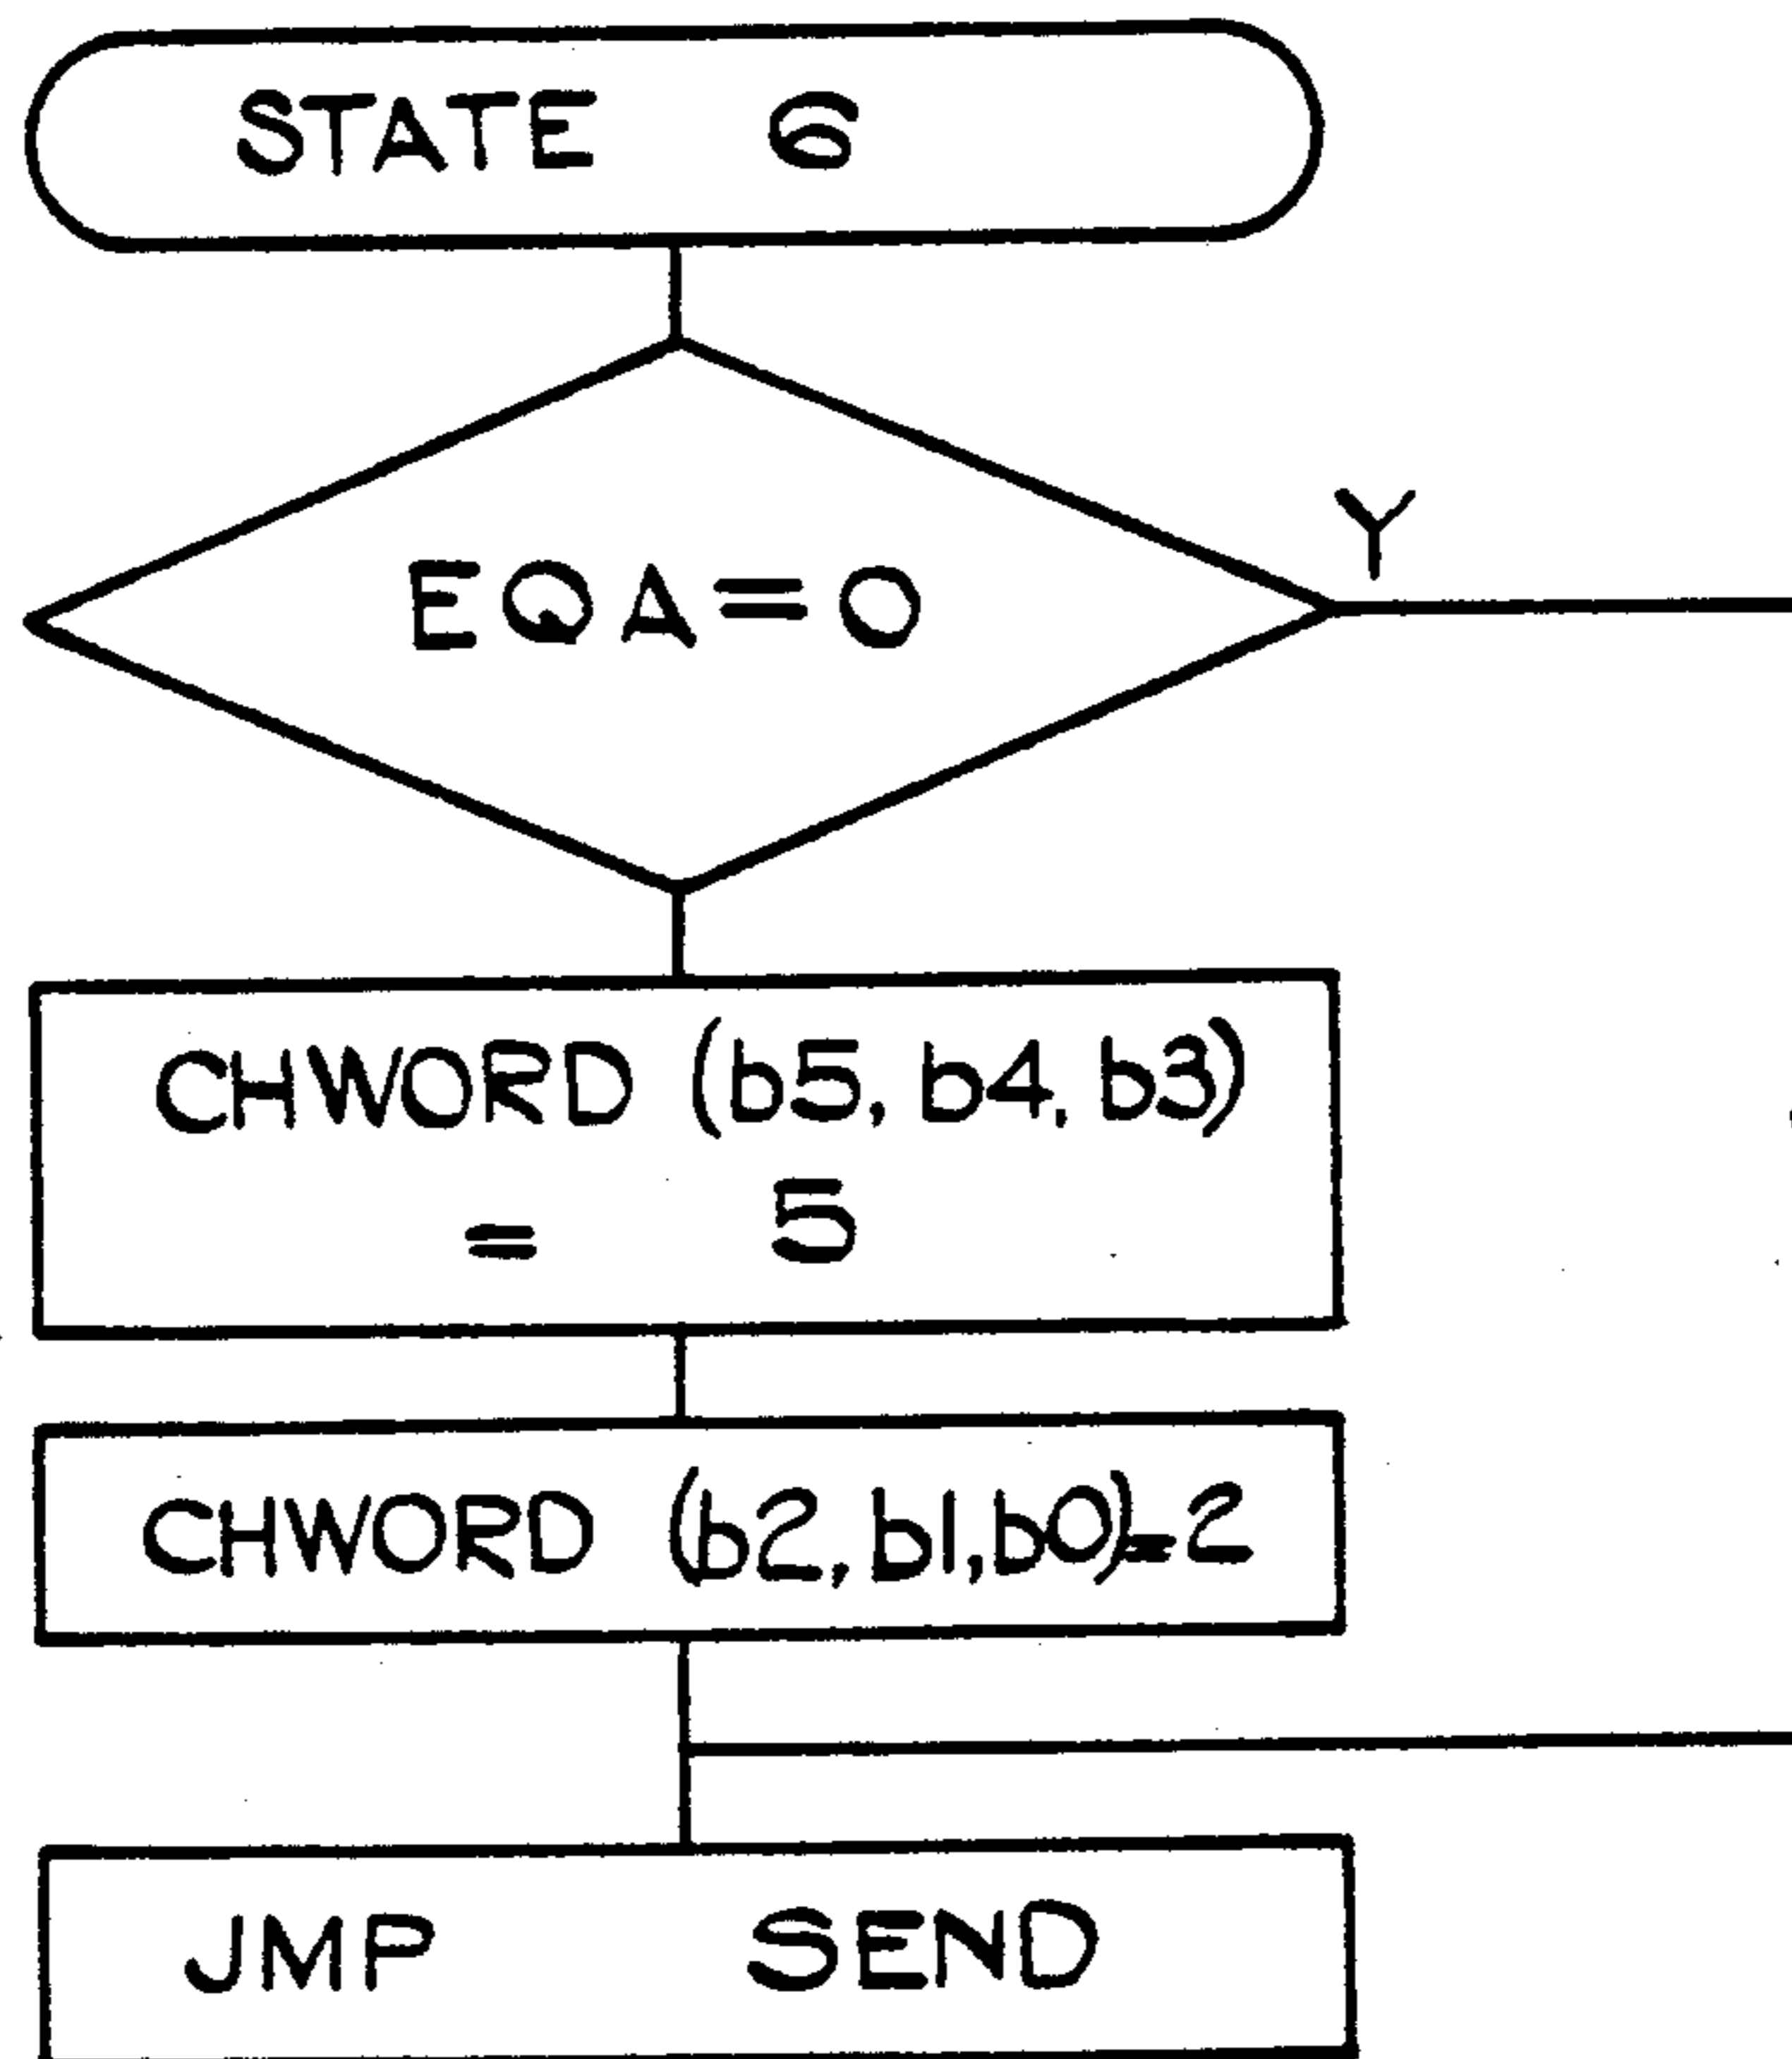 STATE 6
EQA=0
Y
CHWORD (b5, b4, b3)
= 5
CHWORD (b2, b1, b0)=2
JMP SEND